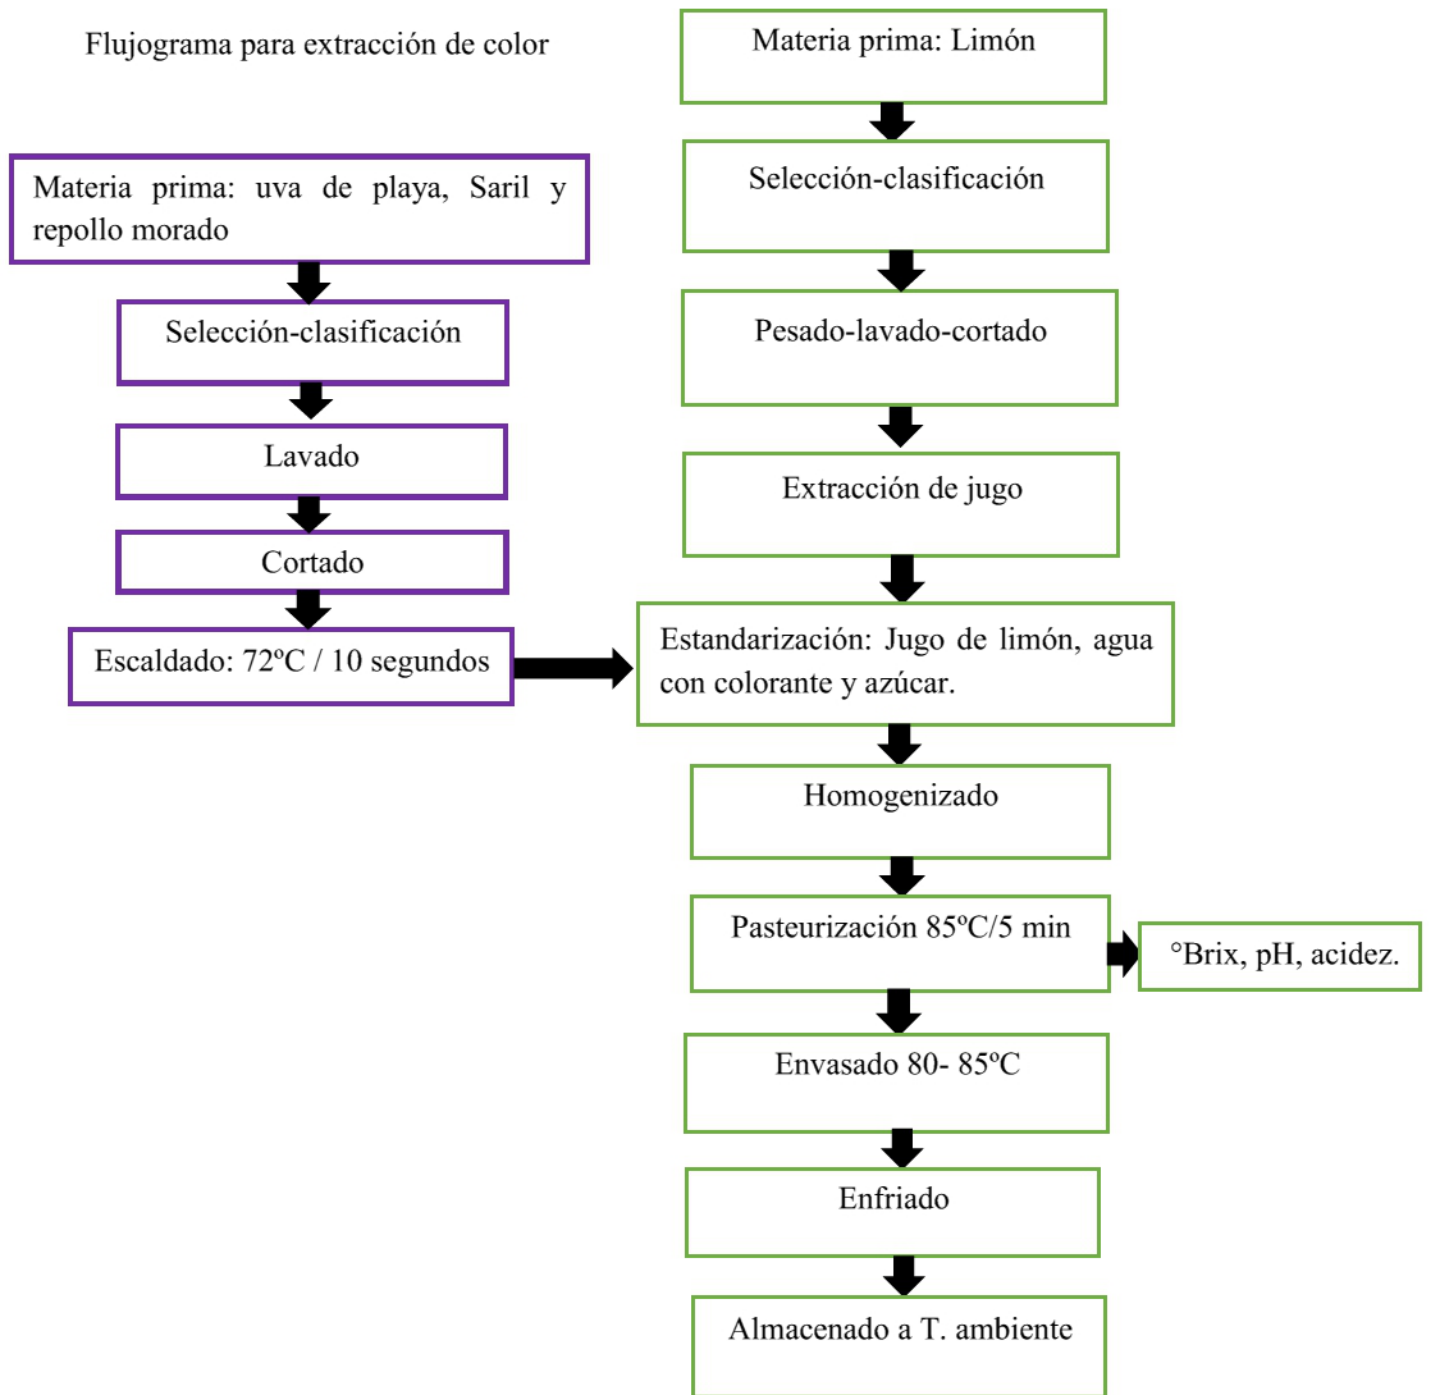 Flujograma para extracción de color
Materia prima: uva de playa, Saril y
repollo morado
Selección-clasificación
Lavado
Cortado
Escaldado: 72ºC / 10 segundos
Materia prima: Limón
Selección-clasificación
Pesado-lavado-cortado
Extracción de jugo
Estandarización: Jugo de limón, agua
con colorante y azúcar.
Homogenizado
Pasteurización 85ºC/5 min
°Brix, pH, acidez.
Envasado 80- 85ºC
Enfriado
Almacenado a T. ambiente